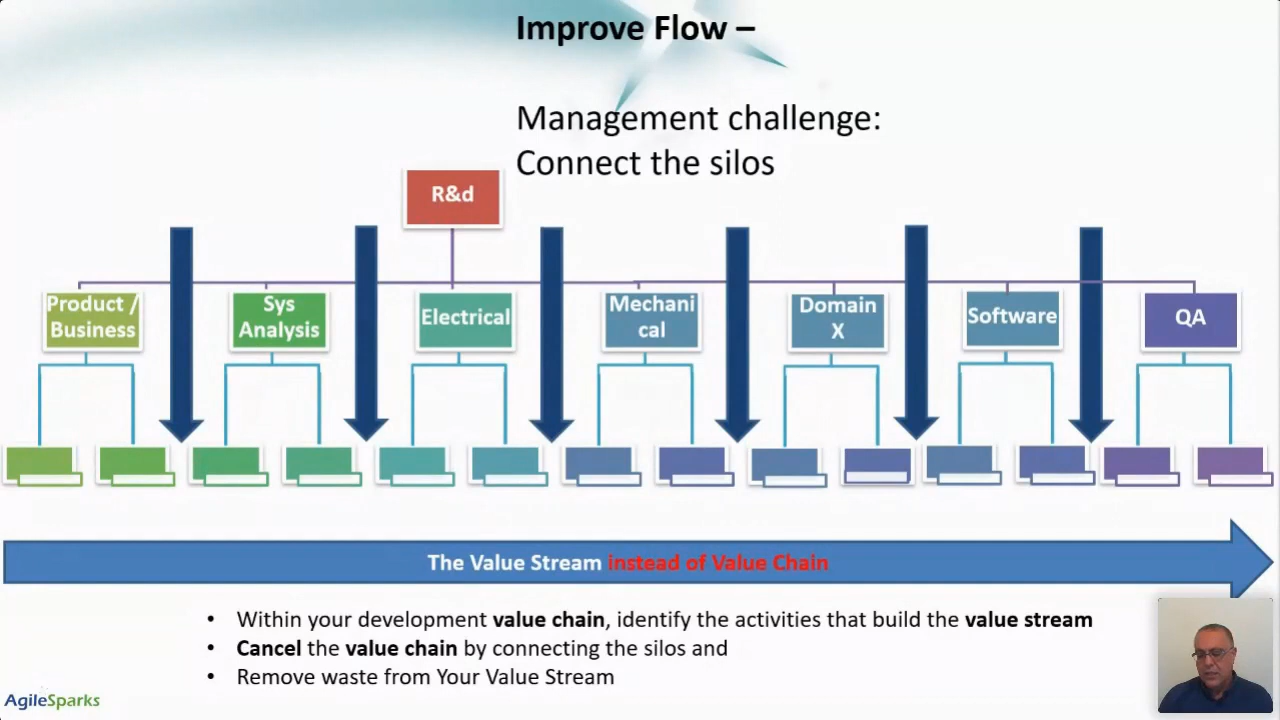 Improve Flow –
Management challenge:
Connect the silos
R&d
Product /
Business
Sys
Analysis
Electrical
Mechani
cal
Domain
X
Software
QA
The Value Stream instead of Value Chain
• Within your development value chain, identify the activities that build the value stream
• Cancel the value chain by connecting the silos and
• Remove waste from Your Value Stream
AgileSparks